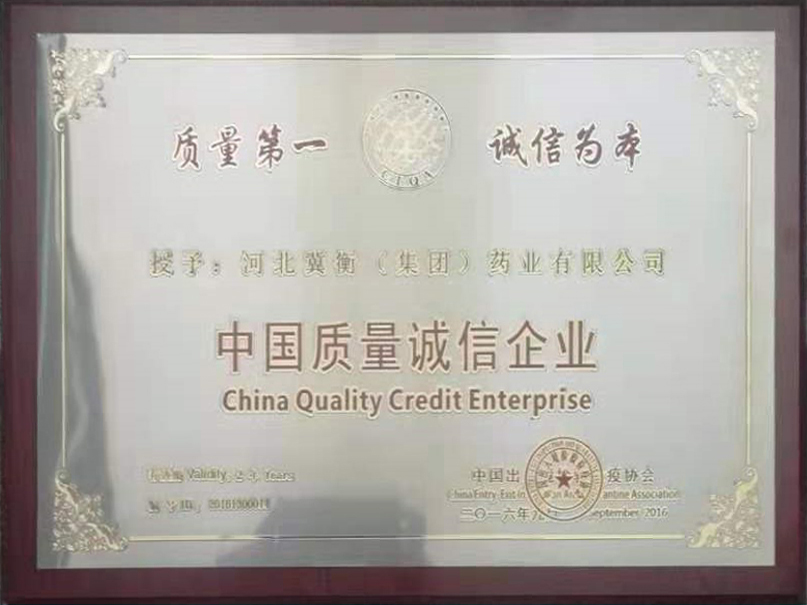 质量第一 诚信为本
CIQA
授予：河北冀衡（集团）药业有限公司
中国质量诚信企业
China Quality Credit Enterprise
Validity Years
中国出 疫协会
China Entry-Exit In antine Association
二〇一六年九 September 2016